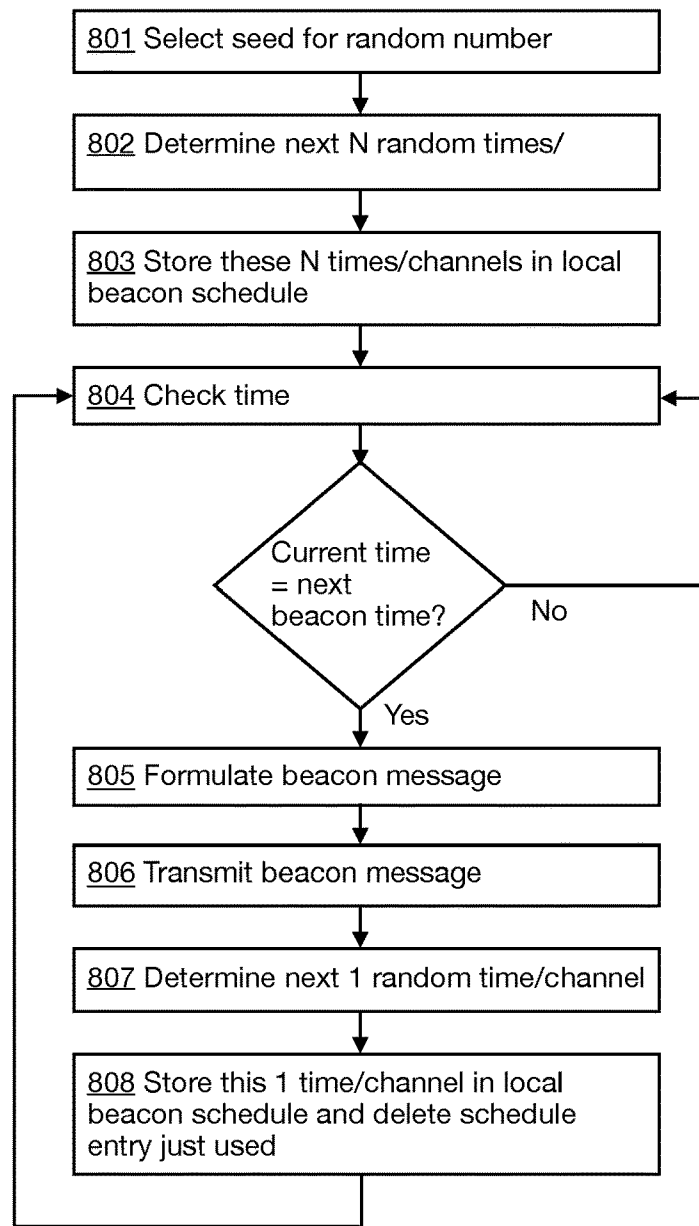 801 Select seed for random number
802 Determine next N random times/
803 Store these N times/channels in local
beacon schedule
804 Check time
Current time
= next
beacon time?
No
Yes
805 Formulate beacon message
806 Transmit beacon message
807 Determine next 1 random time/channel
808 Store this 1 time/channel in local
beacon schedule and delete schedule
entry just used